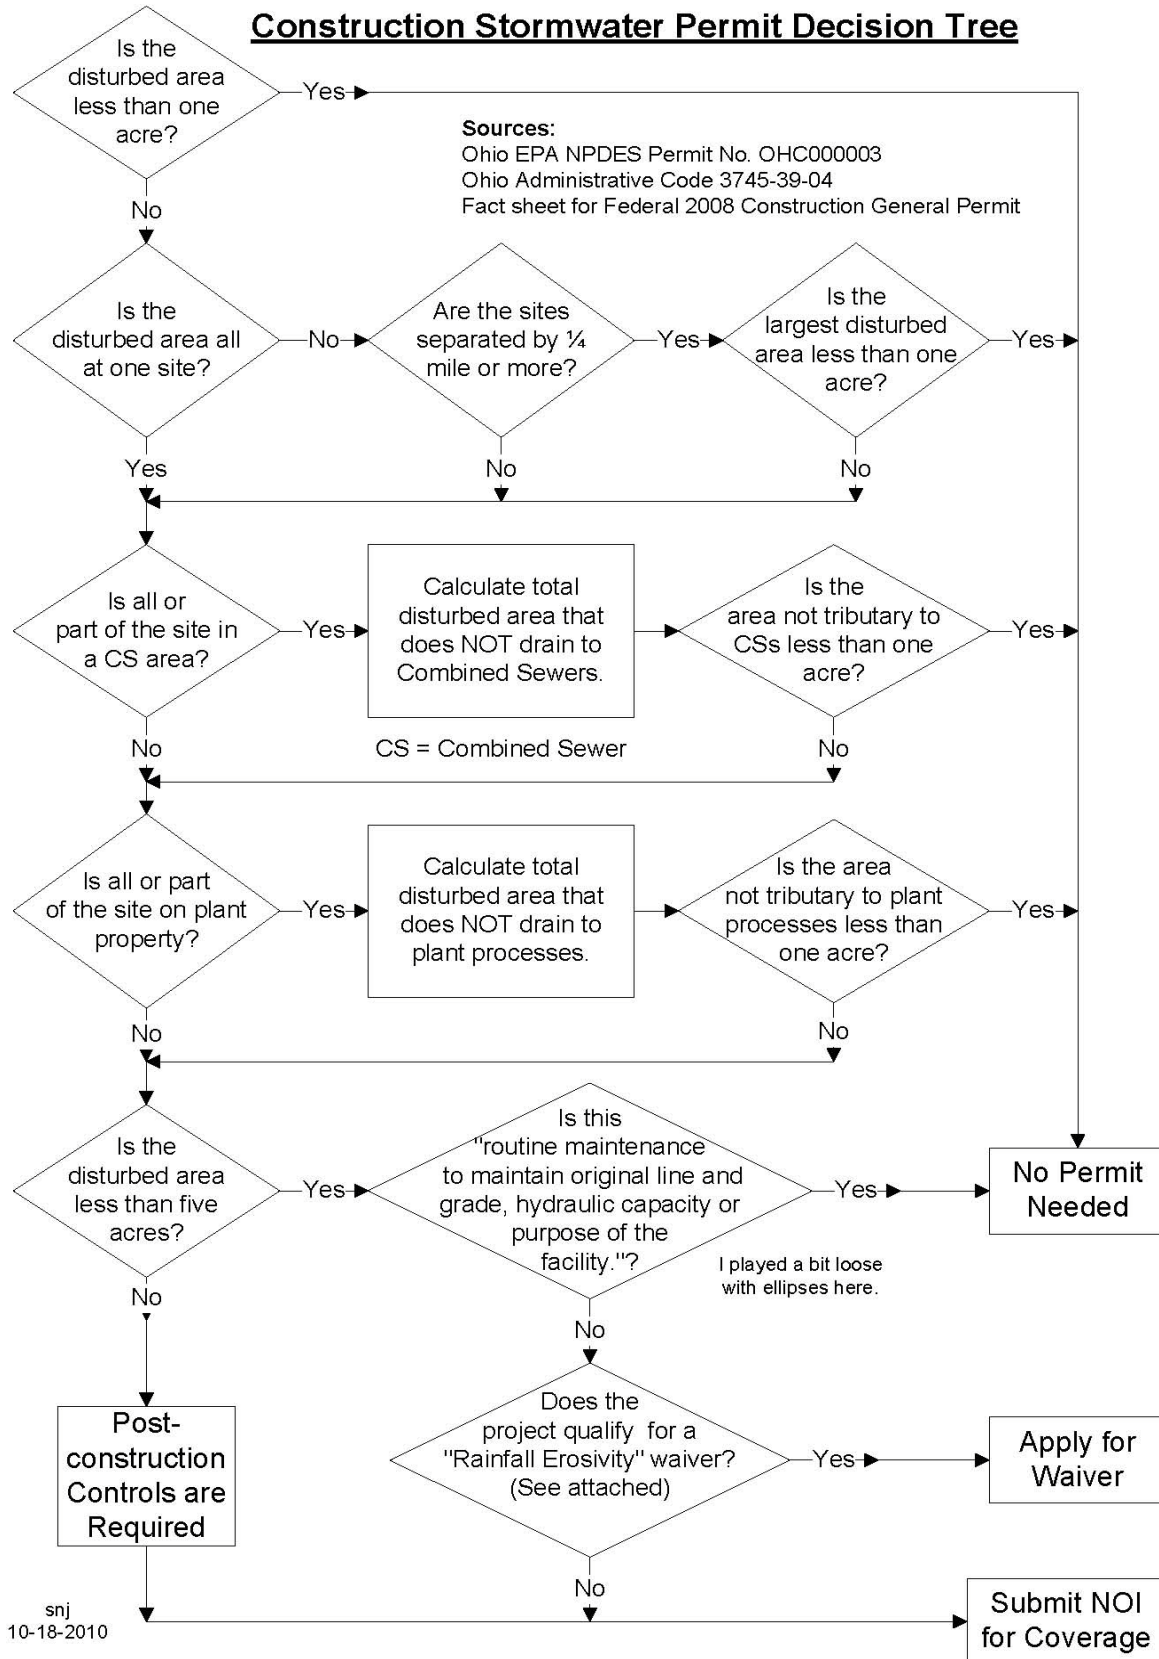 Construction Stormwater Permit Decision Tree
Is the
disturbed area
less than one
acre?
Yes
No
Sources:
Ohio EPA NPDES Permit No. OHC000003
Ohio Administrative Code 3745-39-04
Fact sheet for Federal 2008 Construction General Permit
Is the
disturbed area all
at one site?
No
Yes
Are the sites
separated by ¼
mile or more?
Yes
No
Is the
largest disturbed
area less than one
acre?
Yes
No
Is all or
part of the site in
a CS area?
Yes
No
Calculate total
disturbed area that
does NOT drain to
Combined Sewers.
CS = Combined Sewer
Is the
area not tributary to
CSs less than one
acre?
Yes
No
Is all or part
of the site on plant
property?
Yes
No
Calculate total
disturbed area that
does NOT drain to
plant processes.
Is the area
not tributary to plant
processes less than
one acre?
Yes
No
Is the
disturbed area
less than five
acres?
Yes
No
Is this
"routine maintenance
to maintain original line and
grade, hydraulic capacity or
purpose of the
facility."?
Yes
No
I played a bit loose
with ellipses here.
No Permit
Needed
Post-
construction
Controls are
Required
Does the
project qualify for a
"Rainfall Erosivity" waiver?
(See attached)
Yes
No
Apply for
Waiver
Submit NOI
for Coverage
snj
10-18-2010